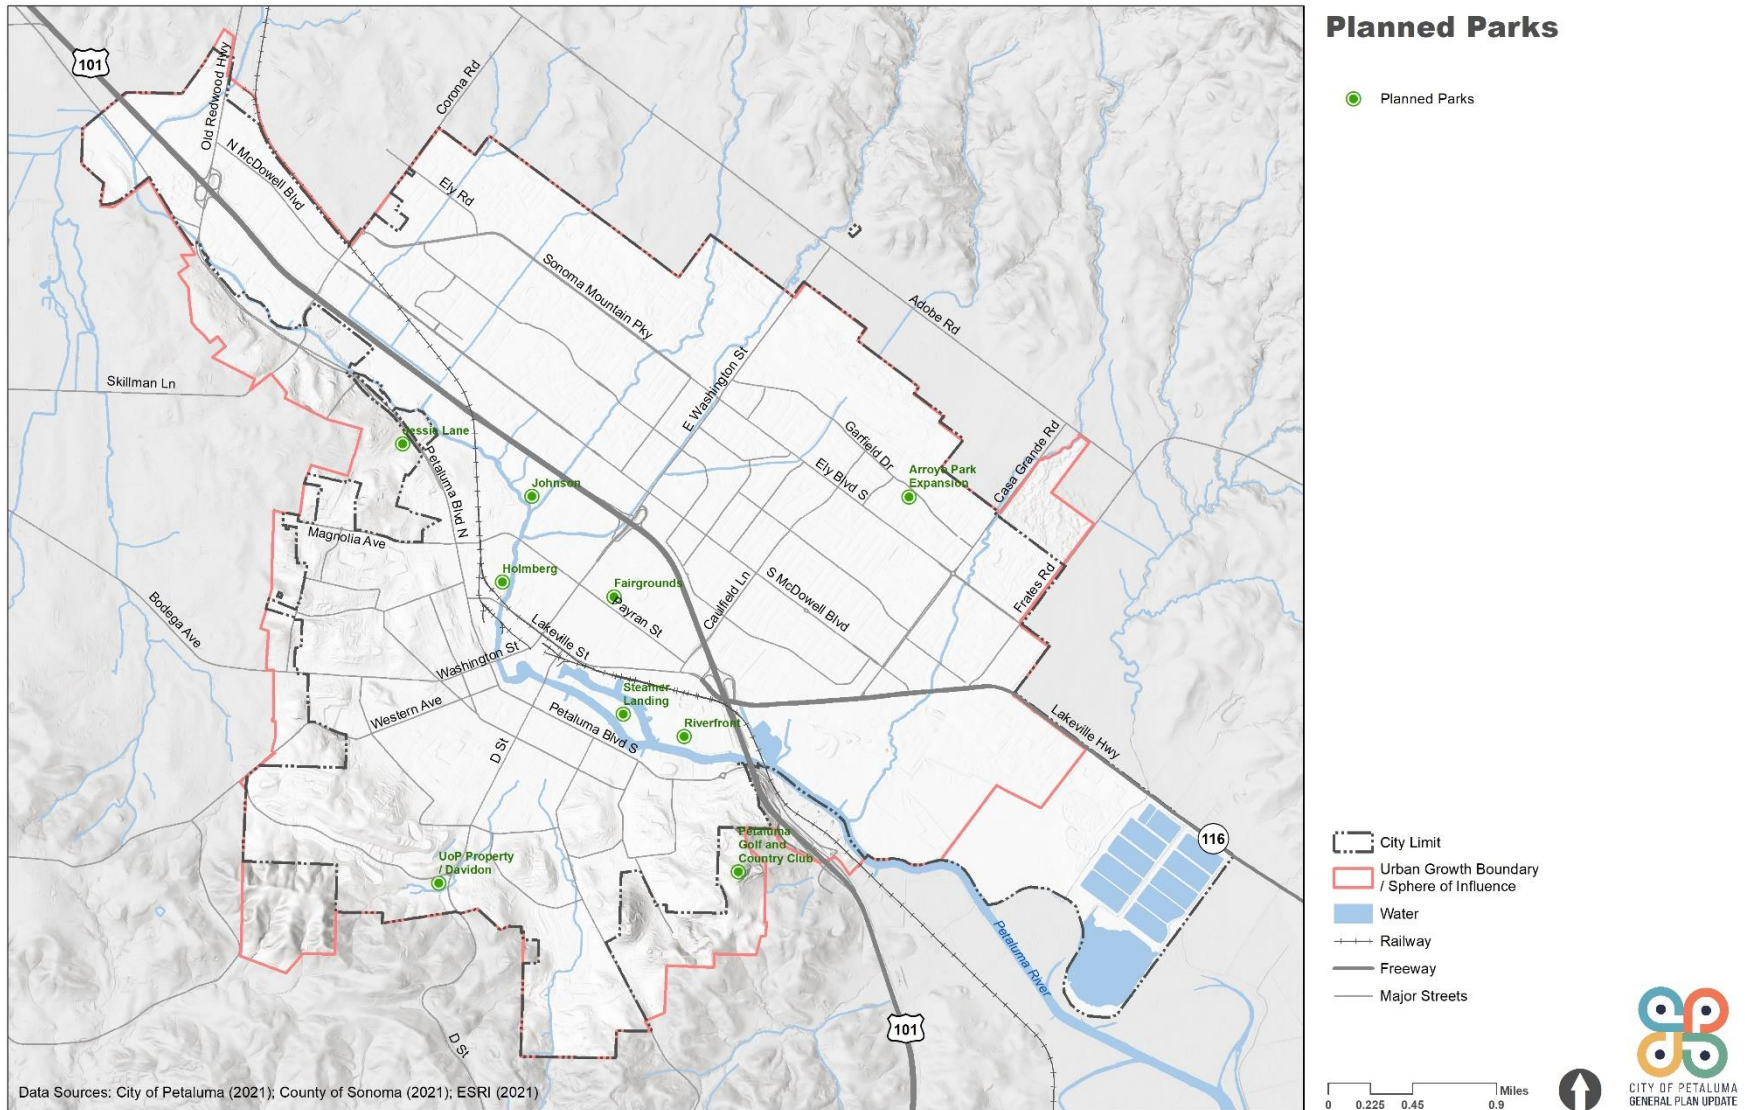 Planned Parks
Planned Parks
101
Old Redwood Hwy
N McDowell Blvd
Corona Rd
Ely Rd
Sonoma Mountain Pky
Adobe Rd
E Washington St
Skillman Ln
Jessie Lane
Petaluma Blvd N
Johnson
Garfield Dr
Ely Blvd S
Arroyo Park
Expansion
Casa Grande Rd
Magnolia Ave
Holmberg
Fairgrounds
Payran St
Caulfield Ln
S McDowell Blvd
Frates Rd
Bodega Ave
Lakeville St
Washington St
Western Ave
Steamer
Landing
Riverfront
Petaluma Blvd S
D St
Lakeville Hwy
116
Petaluma
Golf and
Country Club
UoP Property
/ Davidon
Petaluma River
101
D St
Data Sources: City of Petaluma (2021); County of Sonoma (2021); ESRI (2021)
City Limit
Urban Growth Boundary
/ Sphere of Influence
Water
Railway
Freeway
Major Streets
Miles
0 0.225 0.45 0.9
CITY OF PETALUMA
GENERAL PLAN UPDATE